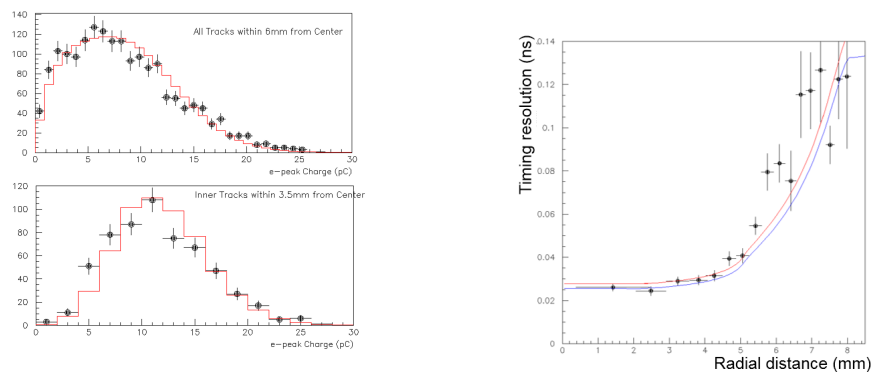 140
120
100
80
60
40
20
0
All Tracks within 6mm from Center
0 5 10 15 20 25 30
e-peak Charge (pC)
120
100
80
60
40
20
0
Inner Tracks within 3.5mm from Center
0 5 10 15 20 25 30
e-peak Charge (pC)
Timing resolution (ns)
0.14
0.12
0.1
0.08
0.06
0.04
0.02
0
0 1 2 3 4 5 6 7 8
Radial distance (mm)